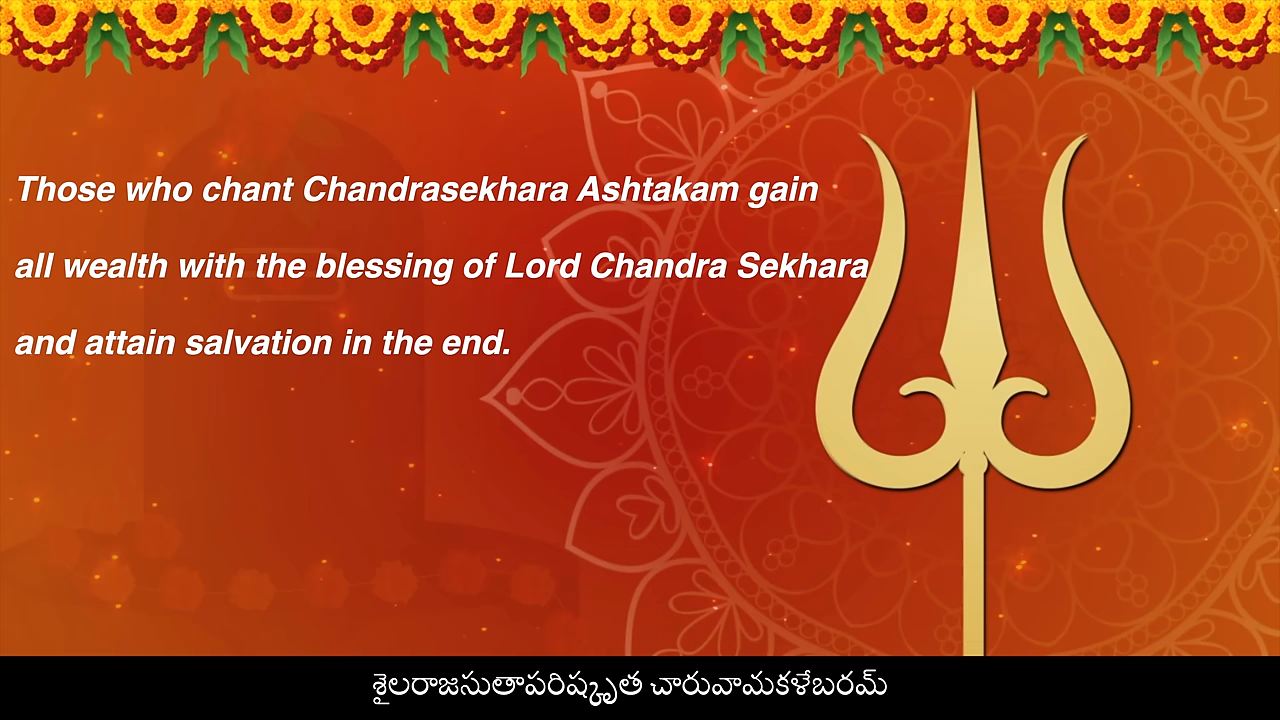 Those who chant Chandrasekhara Ashtakam gain
all wealth with the blessing of Lord Chandra Sekhara
and attain salvation in the end.
శైలరాజసుతాపరిష్కృత చారువామకళేబరమ్